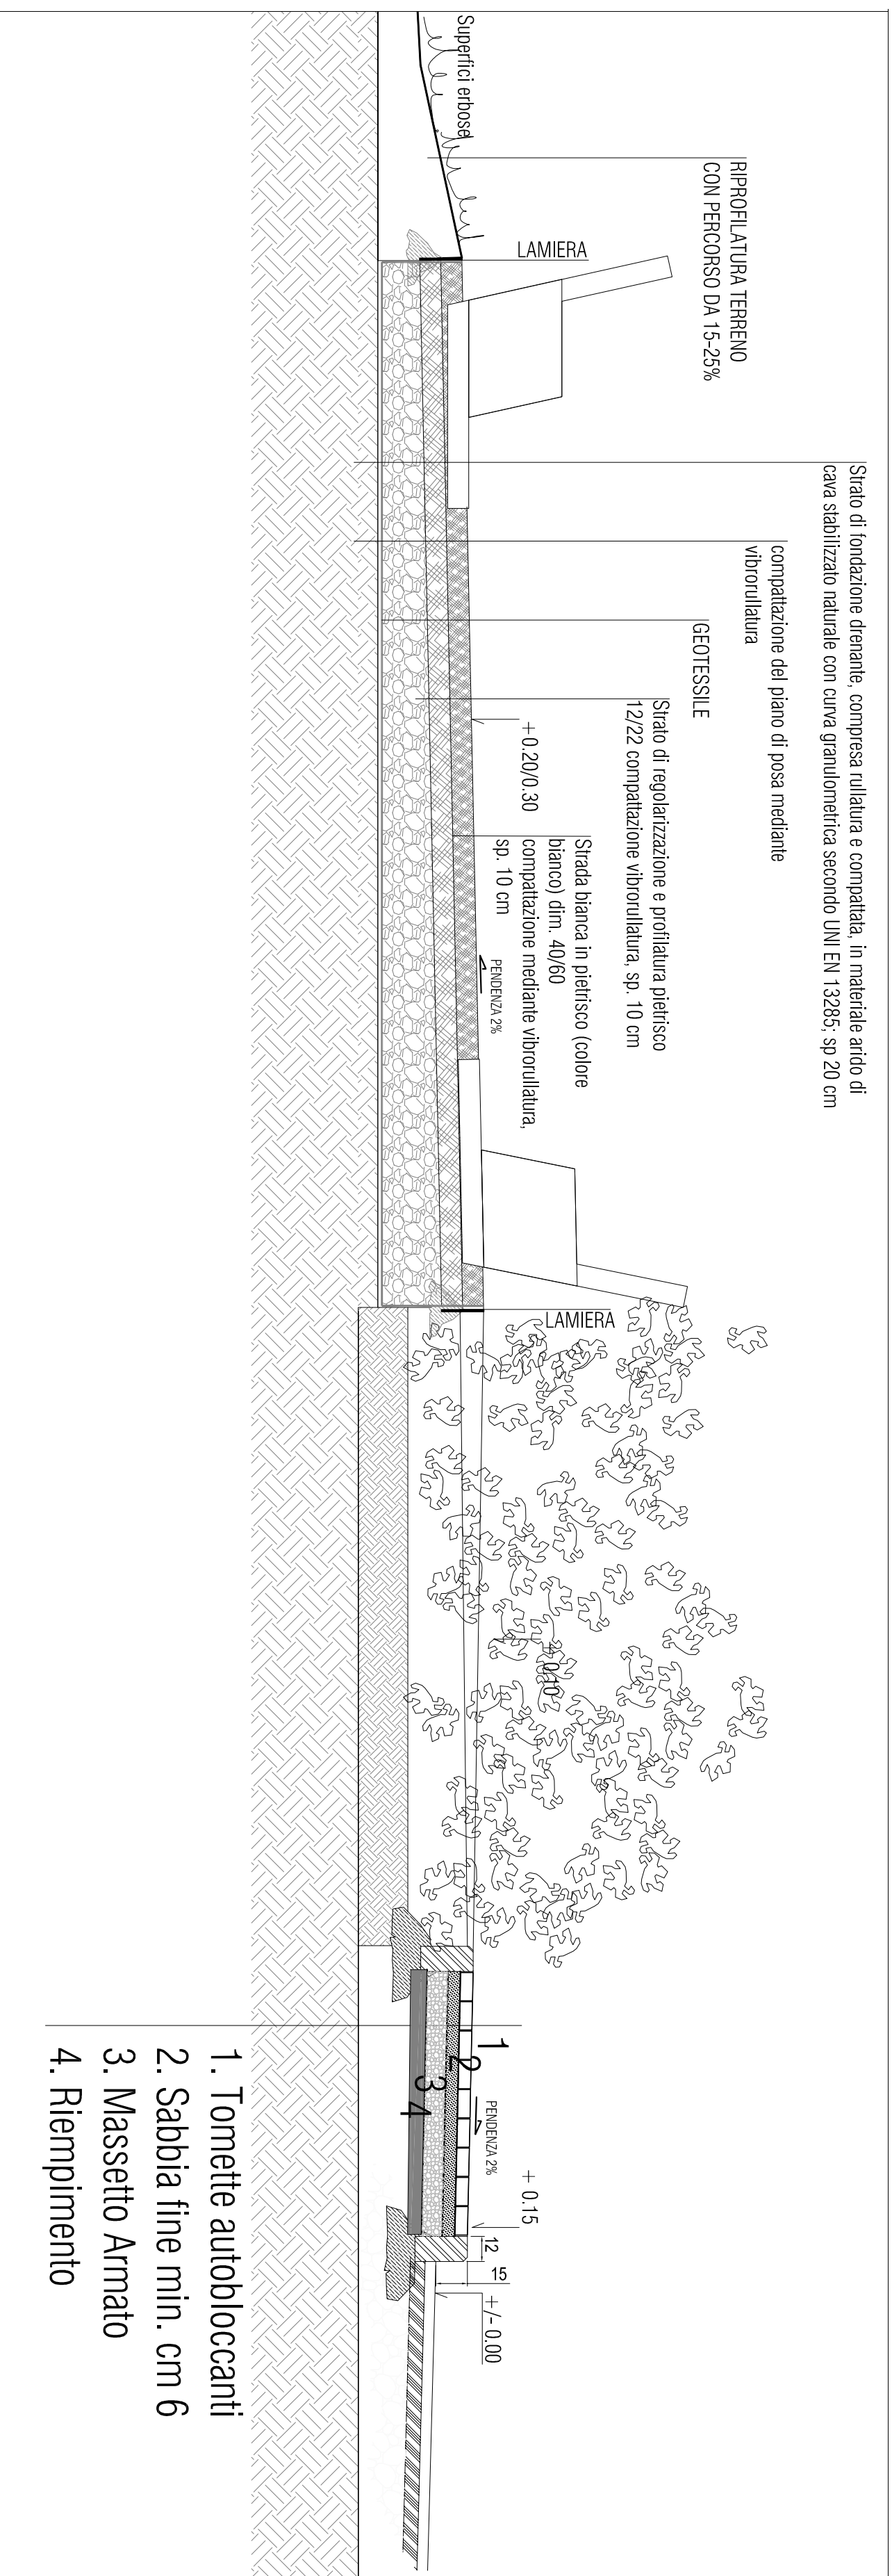 Superfici erbose
RIPROFILATURA TERRENO
CON PERCORSO DA 15-25%
LAMIERA
Strato di fondazione drenante, compresa rullatura e compattata, in materiale arido di
cava stabilizzato naturale con curva granulometrica secondo UNI EN 13285; sp 20 cm
compattazione del piano di posa mediante
vibrorullatura
GEOTESSILE
Strato di regolarizzazione e profilatura pietrisco
12/22 compattazione vibrorullatura, sp. 10 cm
+0.20/0.30
Strada bianca in pietrisco (colore
bianco) dim. 40/60
compattazione mediante vibrorullatura,
sp. 10 cm
PENDENZA 2%
LAMIERA
+ 0.10
1
2
3
4
PENDENZA 2%
+ 0.15
12
15
+/- 0.00
1. Tomette autobloccanti
2. Sabbia fine min. cm 6
3. Massetto Armato
4. Riempimento